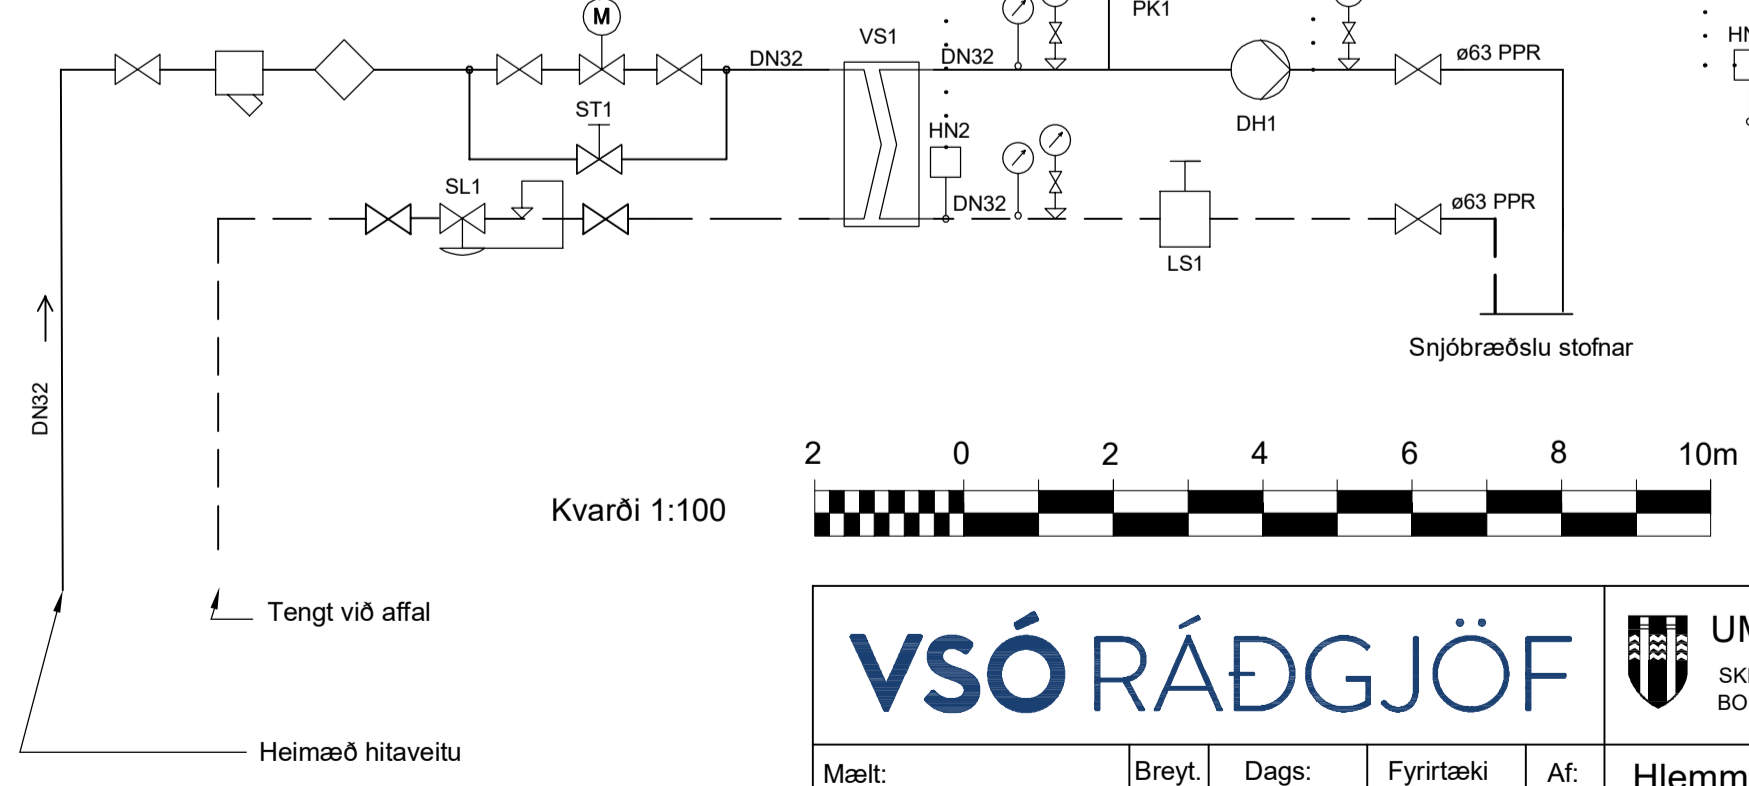 M
PK1
VS1
DN32
DN32
ø63 PPR
ST1
HN2
DH1
SL1
DN32
ø63 PPR
LS1
Snjóbræðslu stofnar
DN32
2 0 2 4 6 8 10m
Kvarði 1:100
Tengt við affal
VSÓ RÁÐGJÖF
Heimæð hitaveitu
Mælt:
Breyt.
Dags:
Fyrirtæki
Af: